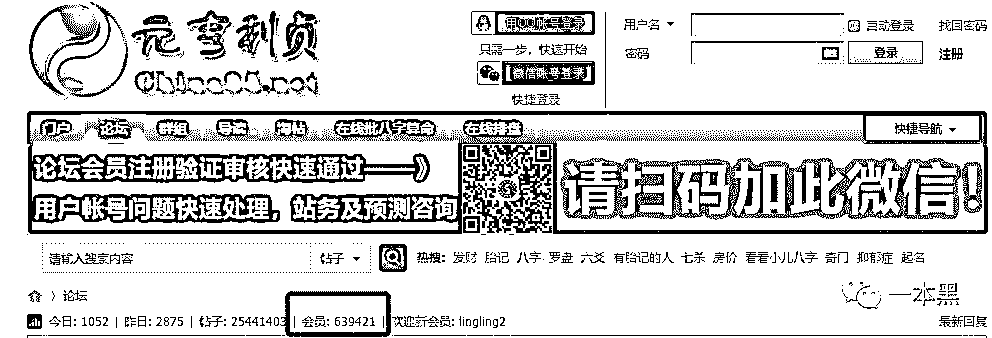 元亨利贞
China95.net
用QQ帐号登录
只需一步，快速开始
微信帐号登录
快捷登录
用户名
自动登录
找回密码
密码
登录
注册
门户 论坛 群组 导读 淘帖 在线批八字算命 在线排盘
快捷导航
论坛会员注册验证审核快速通过——》
用户帐号问题快速处理，站务及预测咨询
请扫码加此微信！
请输入搜索内容
帖子
热搜: 发财 胎记 八字 罗盘 六爻 有胎记的人 七杀 房价 看看小儿八字 奇门 抑郁症 起名
> 论坛
一本黑
今日: 1052 | 昨日: 2875 | 帖子: 25441403 | 会员: 639421 | 欢迎新会员: lingling2
最新回复